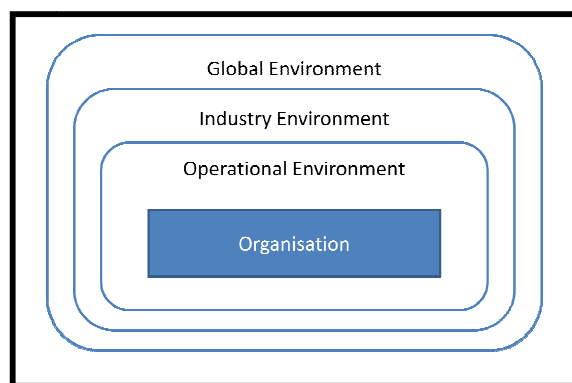 Global Environment
Industry Environment
Operational Environment
Organisation